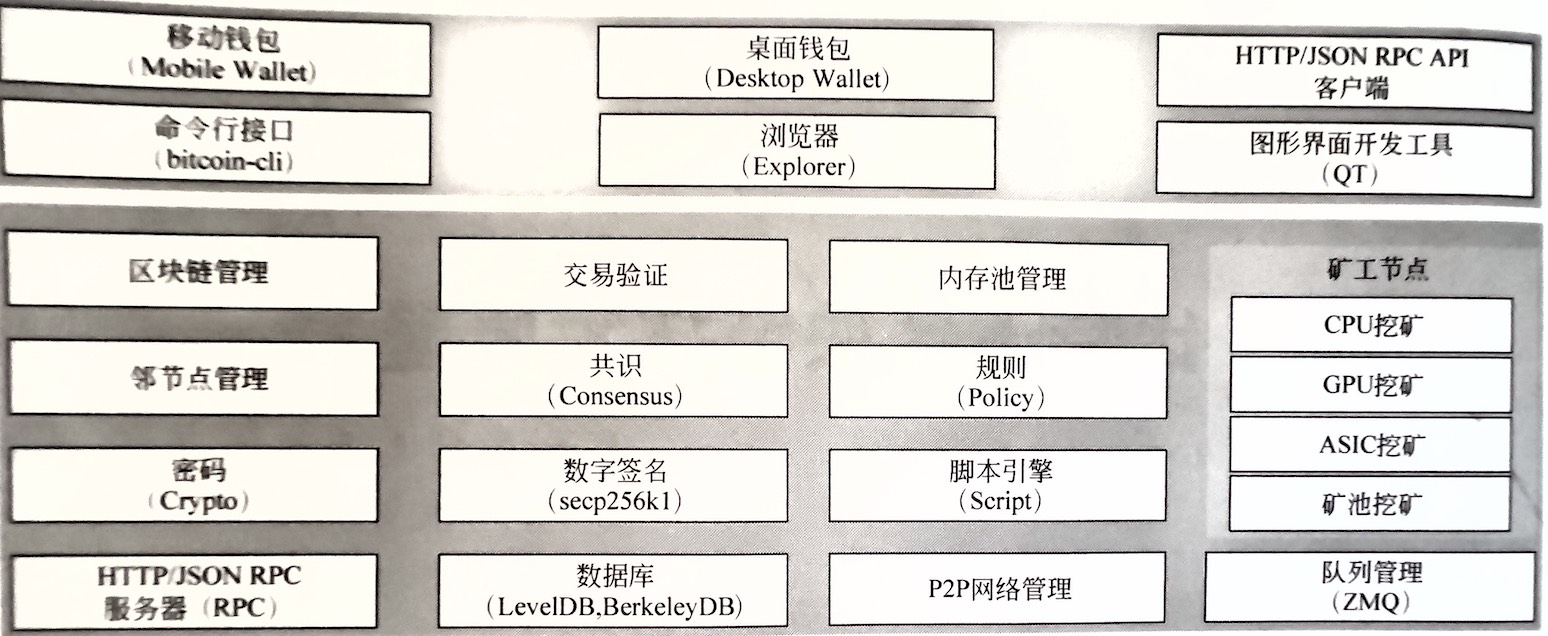 移动钱包
(Mobile Wallet)
桌面钱包
(Desktop Wallet)
HTTP/JSON RPC API
客户端
命令行接口
(bitcoin-cli)
浏览器
(Explorer)
图形界面开发工具
(QT)
区块链管理
交易验证
内存池管理
矿工节点
CPU挖矿
GPU挖矿
ASIC挖矿
矿池挖矿
邻节点管理
共识
(Consensus)
规则
(Policy)
密码
(Crypto)
数字签名
(secp256k1)
脚本引擎
(Script)
HTTP/JSON RPC
服务器(RPC)
数据库
(LevelDB,BerkeleyDB)
P2P网络管理
队列管理
(ZMQ)